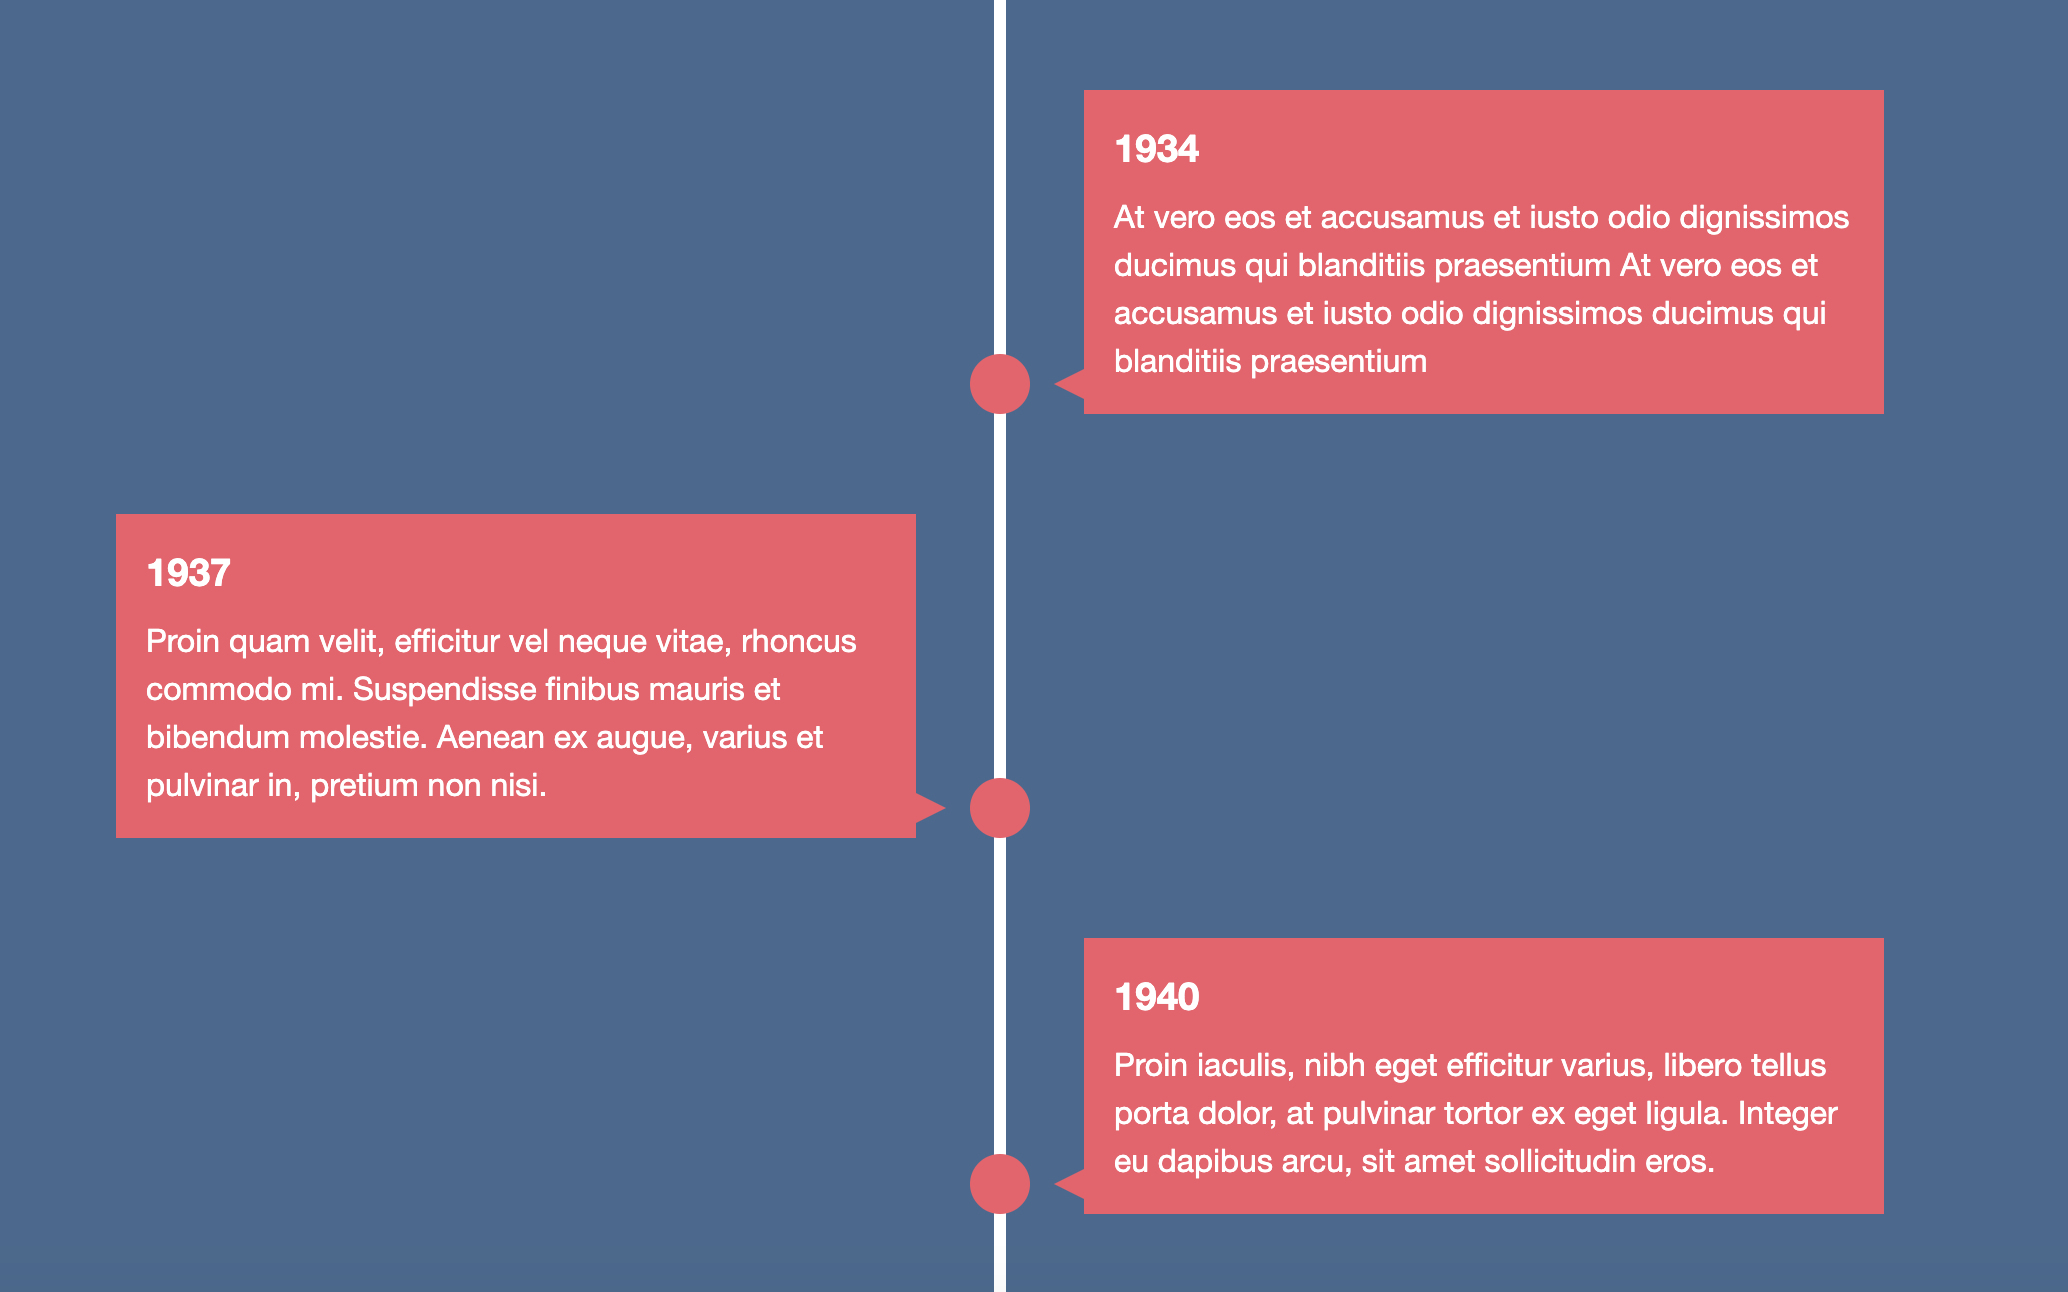 1934
At vero eos et accusamus et iusto odio dignissimos
ducimus qui blanditiis praesentium At vero eos et
accusamus et iusto odio dignissimos ducimus qui
blanditiis praesentium
1937
Proin quam velit, efficitur vel neque vitae, rhoncus
commodo mi. Suspendisse finibus mauris et
bibendum molestie. Aenean ex augue, varius et
pulvinar in, pretium non nisi.
1940
Proin iaculis, nibh eget efficitur varius, libero tellus
porta dolor, at pulvinar tortor ex eget ligula. Integer
eu dapibus arcu, sit amet sollicitudin eros.